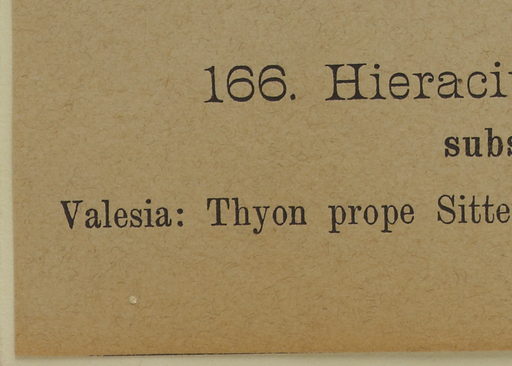 166. Hieraci
subs
Valesia: Thyon prope Sitte